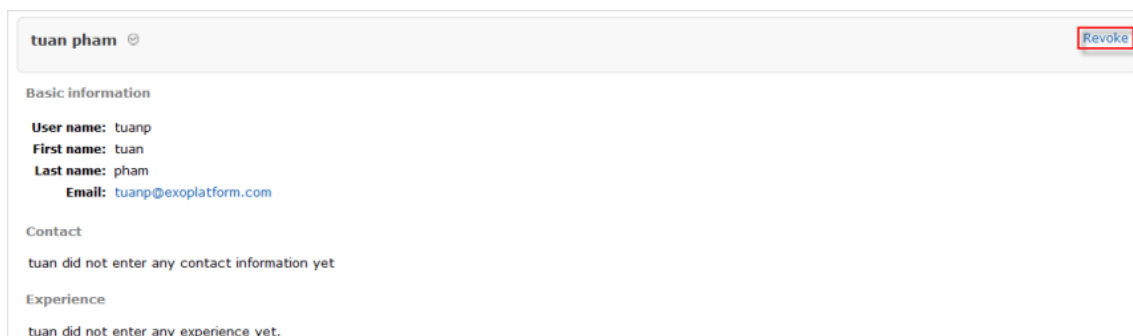 tuan pham
Revoke
Basic information
User name: tuanp
First name: tuan
Last name: pham
Email: tuanp@exoplatform.com
Contact
tuan did not enter any contact information yet
Experience
tuan did not enter any experience yet.